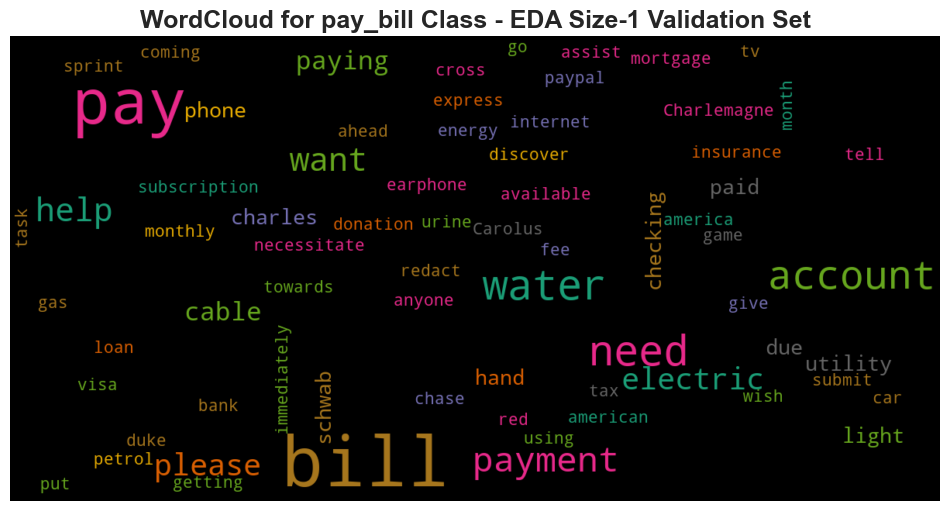 WordCloud for pay_bill Class - EDA Size-1 Validation Set
coming
go
assist
tv
sprint
paying
cross
mortgage
paypal
month
pay
phone
express
Charlemagne
ahead
energy
internet
want
discover
insurance
tell
subscription
earphone
available
paid
help
charles
donation
urine
Carolus
checking
america
task
monthly
necessitate
game
fee
redact
water
account
towards
gas
cable
anyone
give
loan
immediately
need
due
utility
visa
schwab
hand
electric
submit
bank
chase
tax
wish
car
duke
red
american
petrol
please
bill
using
light
put
getting
payment